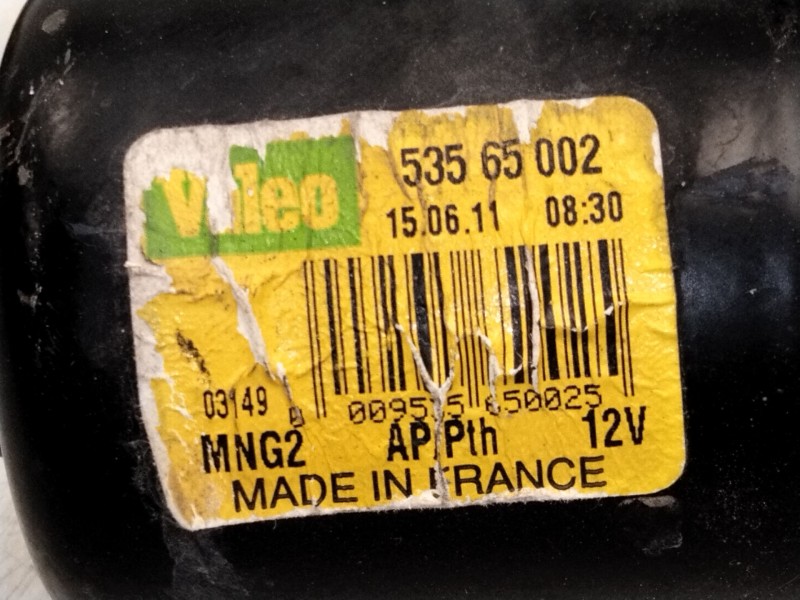 Valeo
535 65 002
15.06.11 08:30
03149
0 009535 650025
MNG2 AP/Pth 12V
MADE IN FRANCE